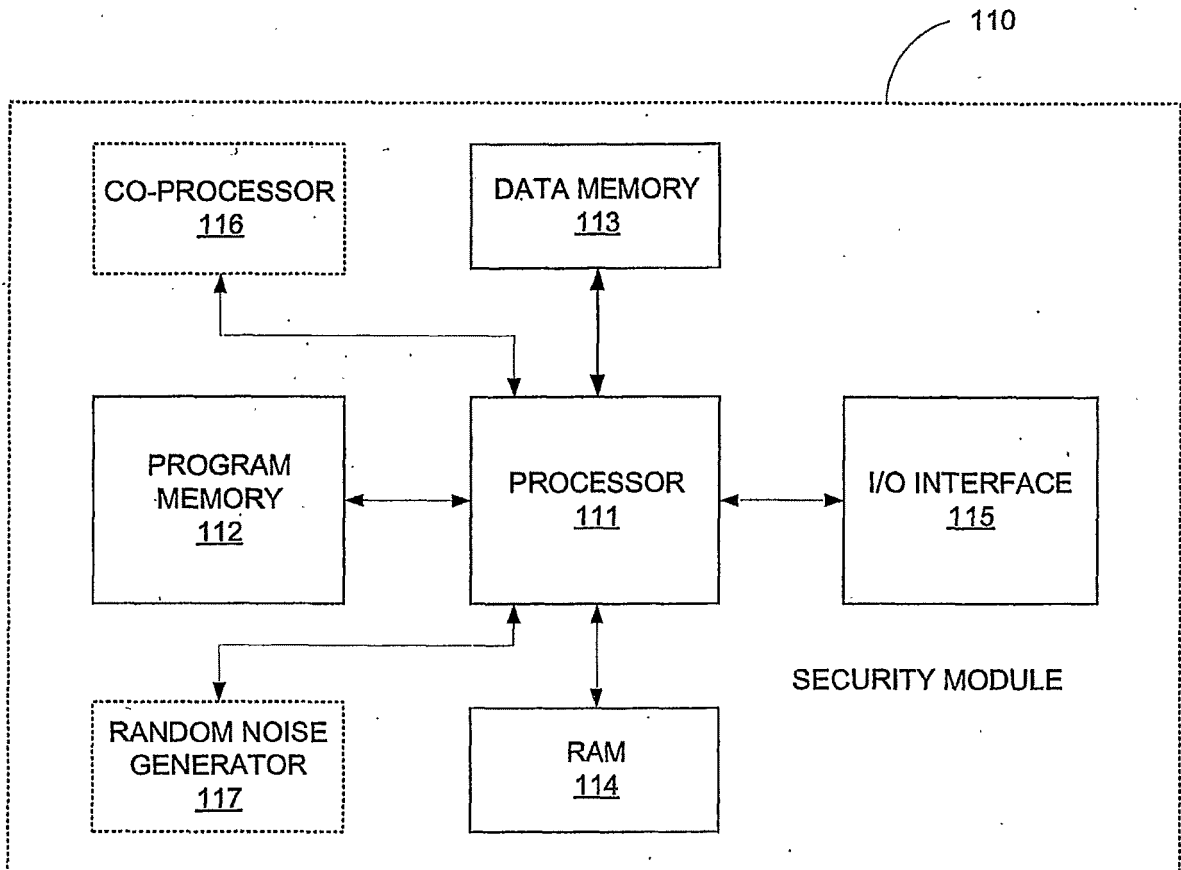 110
CO-PROCESSOR
116
DATA MEMORY
113
PROGRAM
MEMORY
112
PROCESSOR
111
I/O INTERFACE
115
SECURITY MODULE
RANDOM NOISE
GENERATOR
117
RAM
114